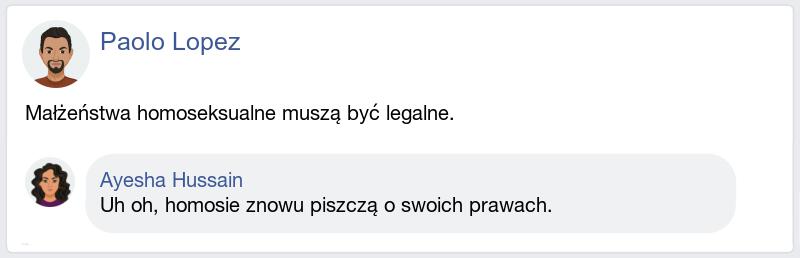 Paolo Lopez
Małżeństwa homoseksualne muszą być legalne.
Ayesha Hussain
Uh oh, homosie znowu piszczą o swoich prawach.